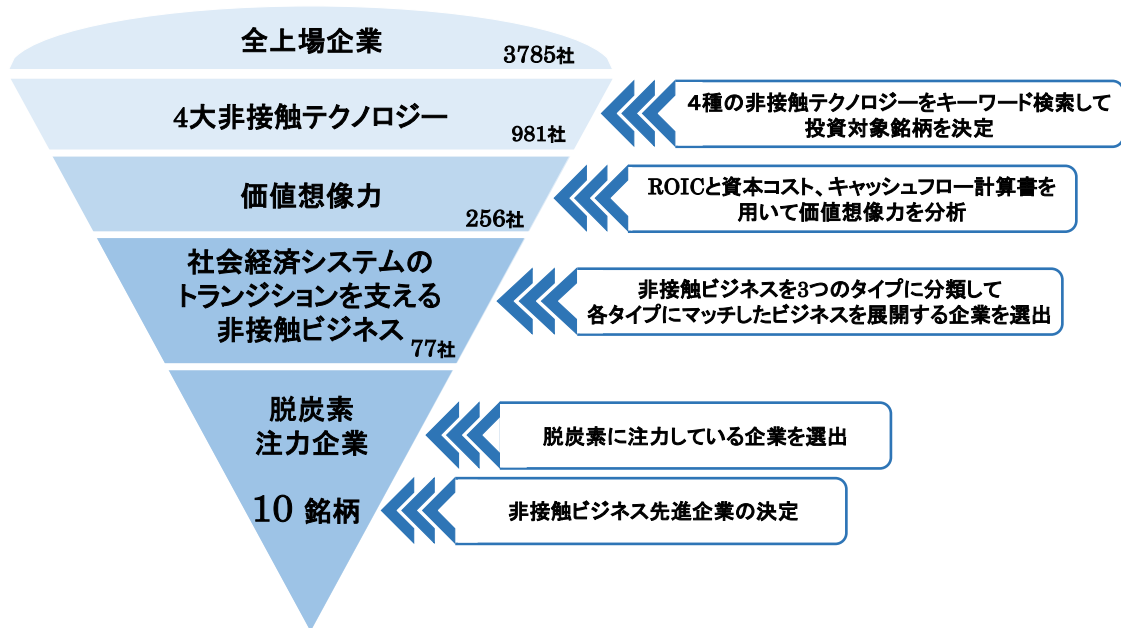 全上場企業
3785社
4大非接触テクノロジー
981社
4種の非接触テクノロジーをキーワード検索して
投資対象銘柄を決定
価値想像力
256社
ROICと資本コスト、キャッシュフロー計算書を
用いて価値想像力を分析
社会経済システムの
トランジションを支える
非接触ビジネス
77社
非接触ビジネスを3つのタイプに分類して
各タイプにマッチしたビジネスを展開する企業を選出
脱炭素
注力企業
脱炭素に注力している企業を選出
10 銘柄
非接触ビジネス先進企業の決定